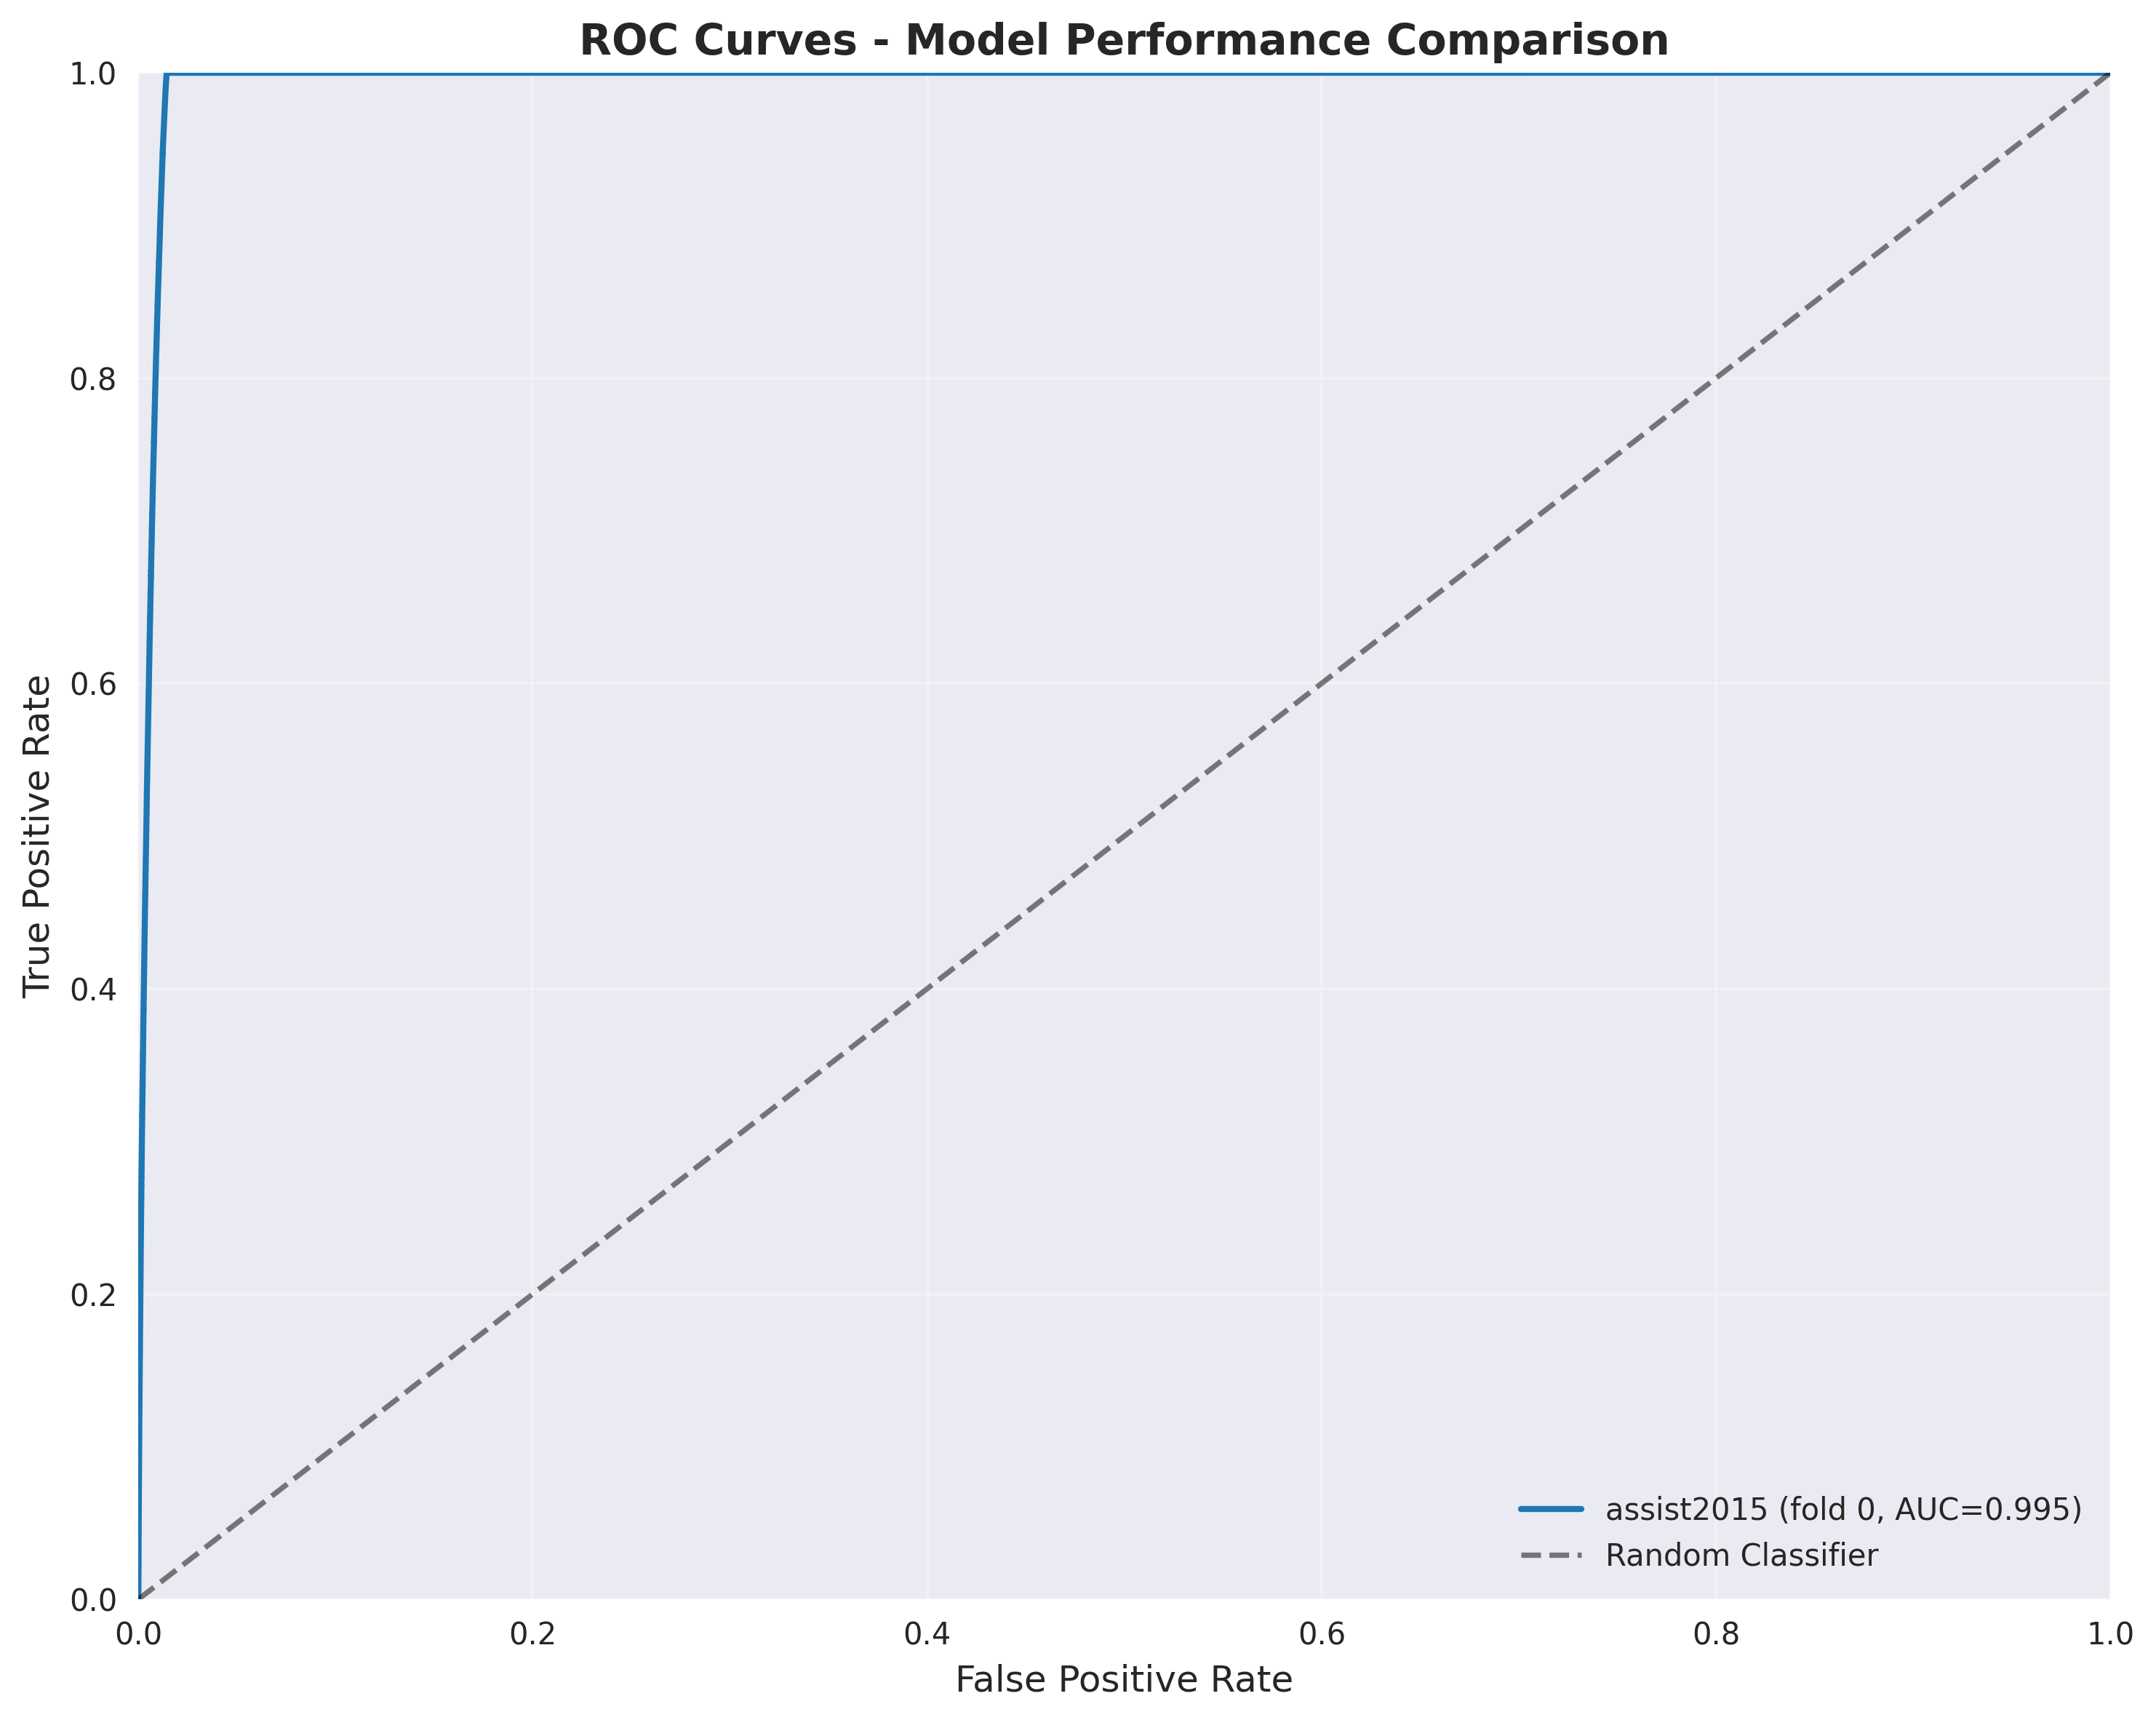 ROC Curves - Model Performance Comparison
1.0
0.8
0.6
0.4
0.2
0.0
True Positive Rate
0.0 0.2 0.4 0.6 0.8 1.0
False Positive Rate
assist2015 (fold 0, AUC=0.995)
Random Classifier